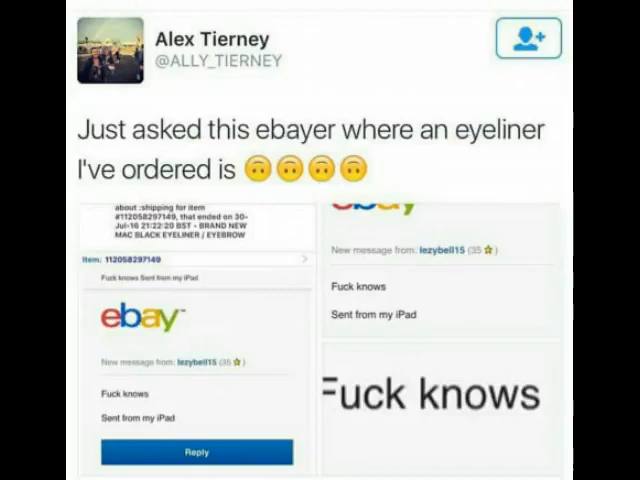 Alex Tierney
@ALLY_TIERNEY
Just asked this ebayer where an eyeliner
I've ordered is 🙃🙃🙃🙃
about :shipping for item
#112058297149, that ended on 30-
Jul-16 21:22:20 BST - BRAND NEW
MAC BLACK EYELINER / EYEBROW
Item: 112058297149
Fuck knows Sent from my iPad
ebay™
New message from: lezybell15 (35 ☆)
Fuck knows
Sent from my iPad
Reply
ebay
New message from: lezybell15 (35 ☆)
Fuck knows
Sent from my iPad
Fuck knows